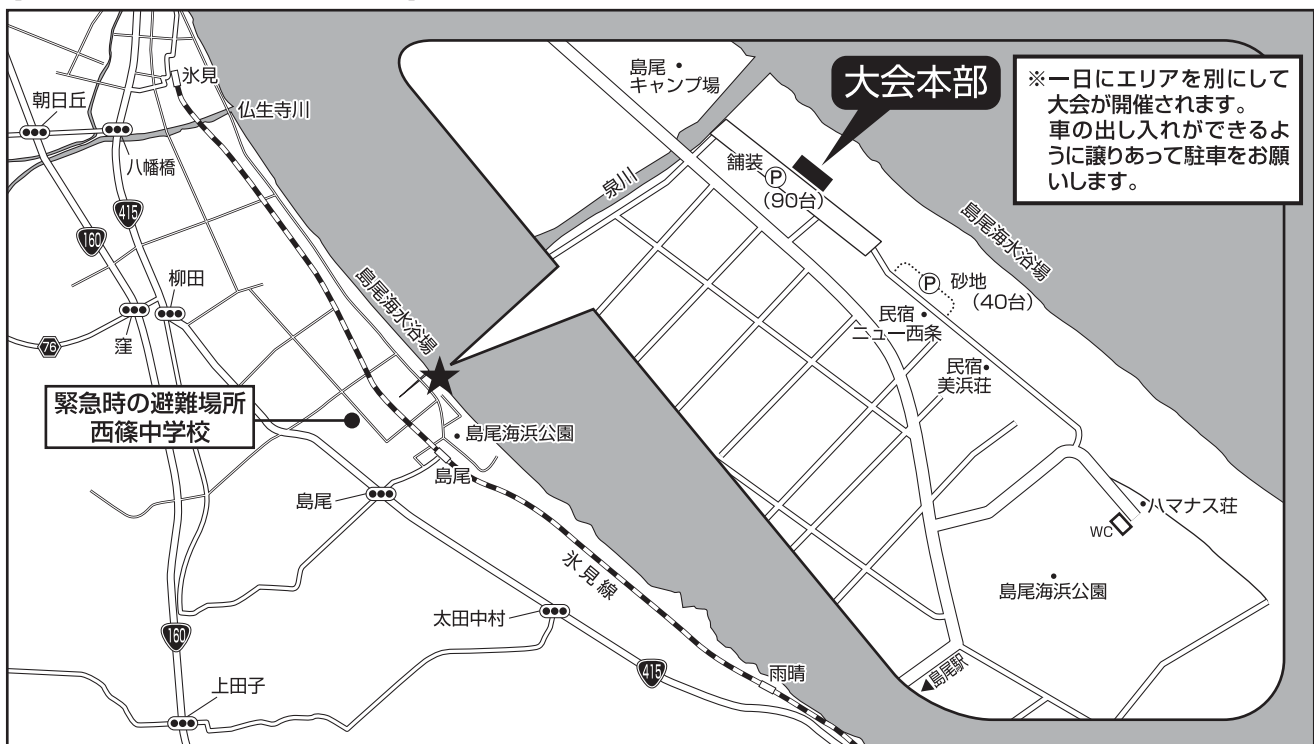 氷見
朝日丘
仏生寺川
八幡橋
415
160
柳田
窪
76
島尾海水浴場
緊急時の避難場所
西條中学校
島尾海浜公園
島尾
島尾
氷見線
太田中村
160
415
上田子
雨晴
島尾
キャンプ場
大会本部
※一日にエリアを別にして
大会が開催されます。
車の出し入れができるよ
うに譲りあって駐車をお願
いします。
泉川
舗装
P
(90台)
島尾海水浴場
P 砂地
(40台)
民宿
ニュー西条
民宿
美浜荘
ハマナス荘
WC
島尾海浜公園
▲島尾駅